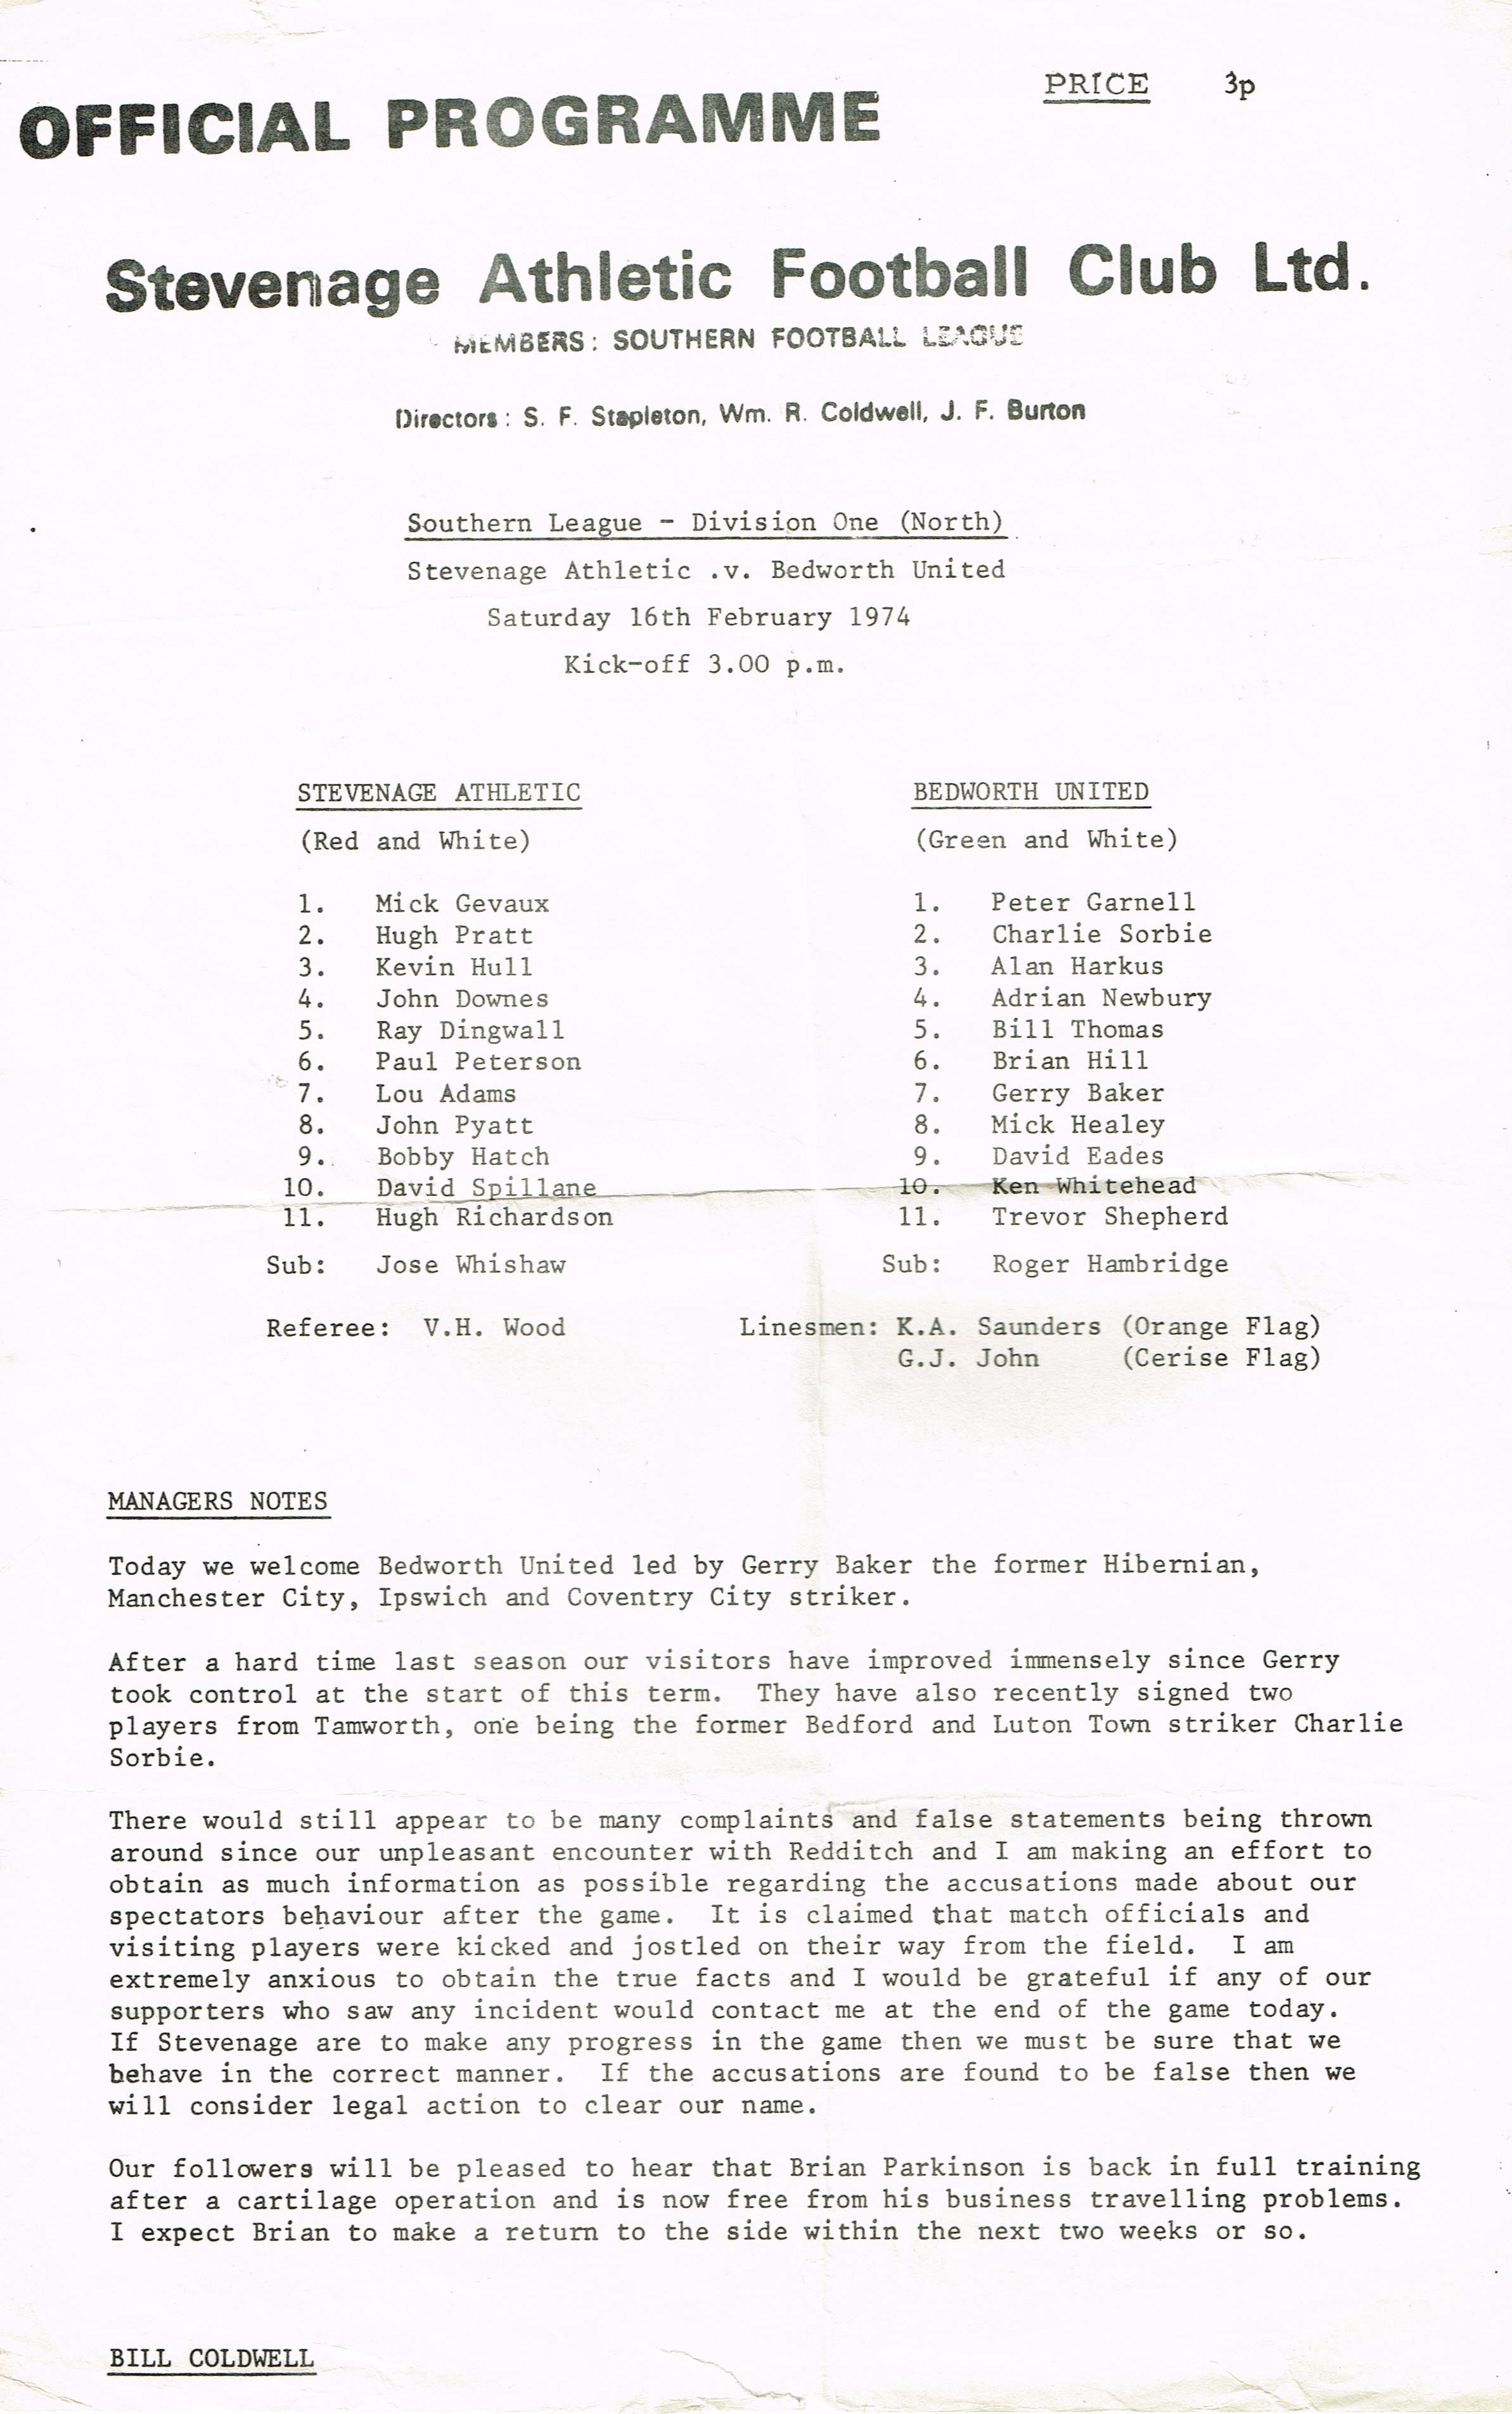 PRICE 3p
OFFICIAL PROGRAMME
Stevenage Athletic Football Club Ltd.
MEMBERS: SOUTHERN FOOTBALL LEAGUE
Directors: S. F. Stapleton, Wm. R. Coldwell, J. F. Burton
Southern League - Division One (North)
Stevenage Athletic .v. Bedworth United
Saturday 16th February 1974
Kick-off 3.00 p.m.
STEVENAGE ATHLETIC BEDWORTH UNITED
(Red and White) (Green and White)
1. Mick Gevaux 1. Peter Garnell
2. Hugh Pratt 2. Charlie Sorbie
3. Kevin Hull 3. Alan Harkus
4. John Downes 4. Adrian Newbury
5. Ray Dingwall 5. Bill Thomas
6. Paul Peterson 6. Brian Hill
7. Lou Adams 7. Gerry Baker
8. John Pyatt 8. Mick Healey
9. Bobby Hatch 9. David Eades
10. David Spillane 10. Ken Whitehead
11. Hugh Richardson 11. Trevor Shepherd
Sub: Jose Whishaw Sub: Roger Hambridge
Referee: V.H. Wood Linesmen: K.A. Saunders (Orange Flag)
G.J. John (Cerise Flag)
MANAGERS NOTES
Today we welcome Bedworth United led by Gerry Baker the former Hibernian,
Manchester City, Ipswich and Coventry City striker.
After a hard time last season our visitors have improved immensely since Gerry
took control at the start of this term. They have also recently signed two
players from Tamworth, one being the former Bedford and Luton Town striker Charlie
Sorbie.
There would still appear to be many complaints and false statements being thrown
around since our unpleasant encounter with Redditch and I am making an effort to
obtain as much information as possible regarding the accusations made about our
spectators behaviour after the game. It is claimed that match officials and
visiting players were kicked and jostled on their way from the field. I am
extremely anxious to obtain the true facts and I would be grateful if any of our
supporters who saw any incident would contact me at the end of the game today.
If Stevenage are to make any progress in the game then we must be sure that we
behave in the correct manner. If the accusations are found to be false then we
will consider legal action to clear our name.
Our followers will be pleased to hear that Brian Parkinson is back in full training
after a cartilage operation and is now free from his business travelling problems.
I expect Brian to make a return to the side within the next two weeks or so.
BILL COLDWELL